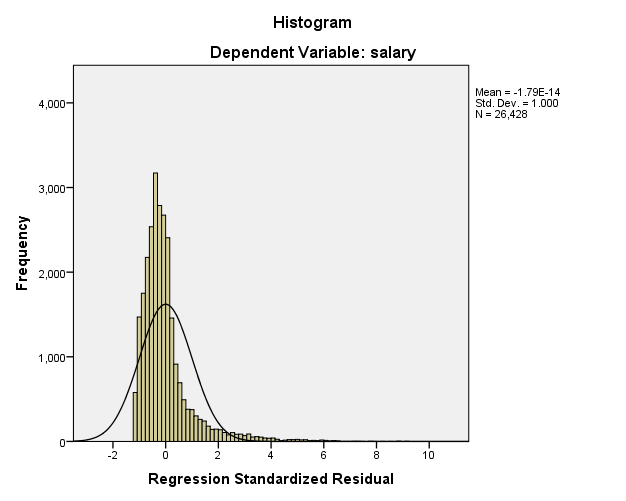 Histogram
Dependent Variable: salary
Mean = -1.79E-14
Std. Dev. = 1.000
N = 26,428
4,000
3,000
2,000
1,000
0
Frequency
-2 0 2 4 6 8 10
Regression Standardized Residual